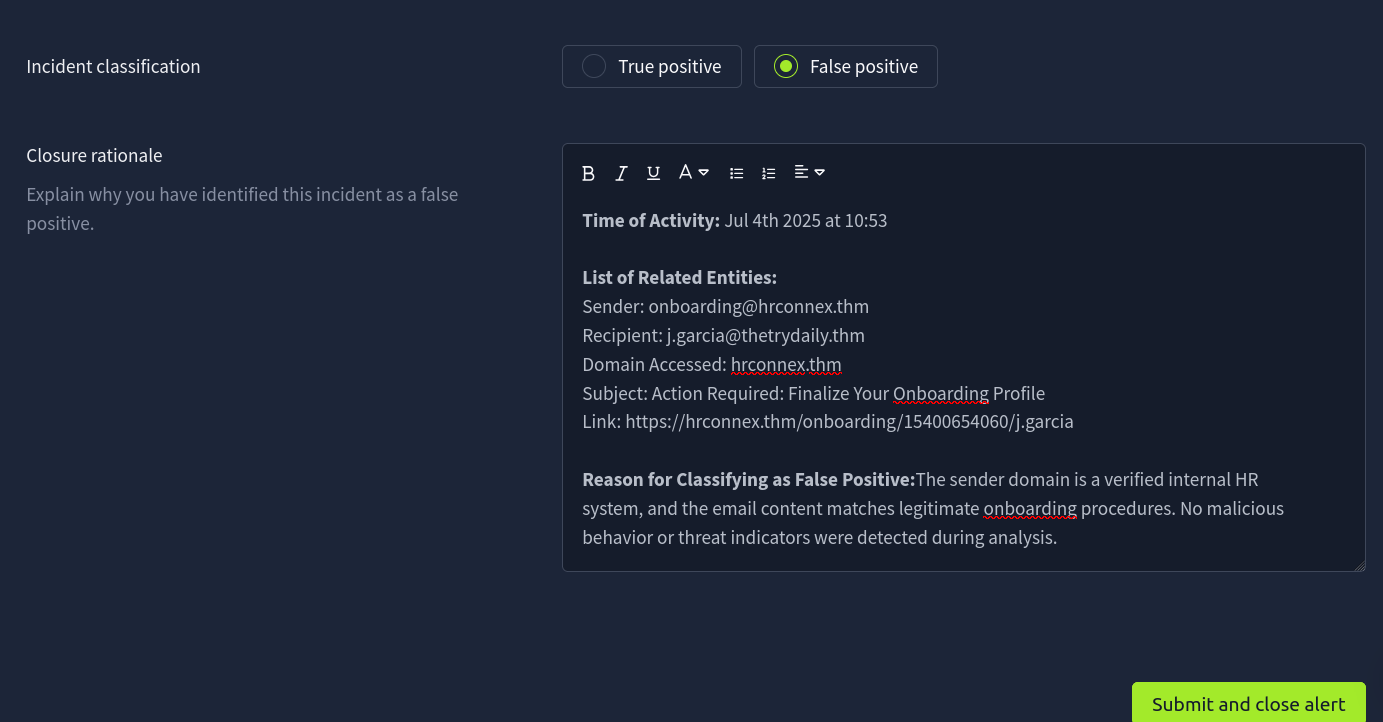 Incident classification
True positive
False positive
Closure rationale
Explain why you have identified this incident as a false
positive.
B I U A
Time of Activity: Jul 4th 2025 at 10:53
List of Related Entities:
Sender: onboarding@hrconnex.thm
Recipient: j.garcia@thetrydaily.thm
Domain Accessed: hrconnex.thm
Subject: Action Required: Finalize Your Onboarding Profile
Link: https://hrconnex.thm/onboarding/15400654060/j.garcia
Reason for Classifying as False Positive:The sender domain is a verified internal HR
system, and the email content matches legitimate onboarding procedures. No malicious
behavior or threat indicators were detected during analysis.
Submit and close alert